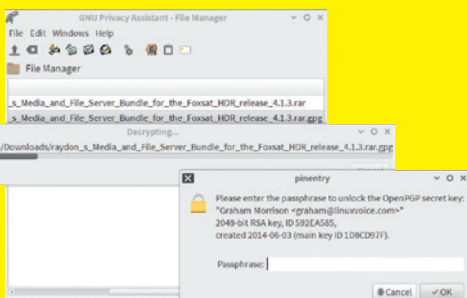 GNU Privacy Assistant - File Manager
File Edit Windows Help
File Manager
_s_Media_and_File_Server_Bundle_for_the_Foxsat_HDR_release_4.1.3.rar
_s_Media_and_File_Server_Bundle_for_the_Foxsat_HDR_release_4.1.3.rar.gpg
Decrypting...
/Downloads/raydon_s_Media_and_File_Server_Bundle_for_the_Foxsat_HDR_release_4.1.3.rar.gpg
pinentry
Please enter the passphrase to unlock the OpenPGP secret key:
"Graham Morrison <graham@linuxvoice.com>"
2048-bit RSA key, ID 592EA585,
created 2014-06-03 (main key ID 1D8CD97F).
Passphrase:
Cancel
OK